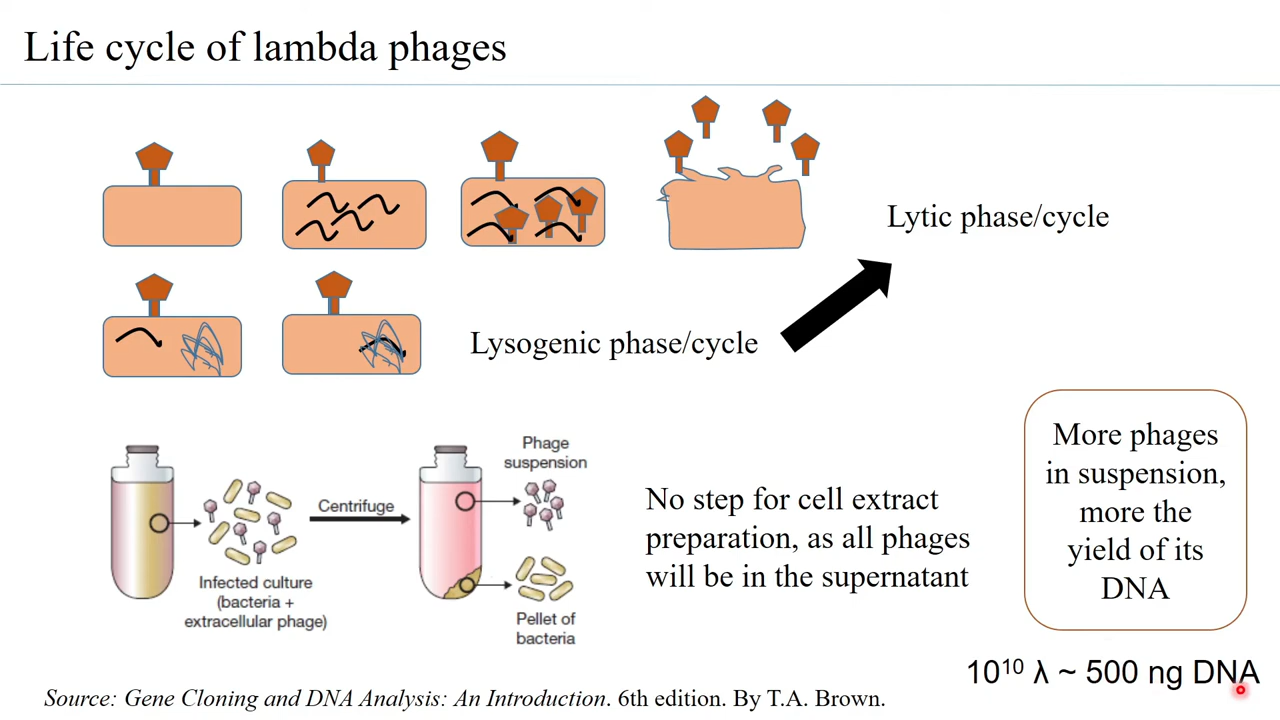 Life cycle of lambda phages
Lytic phase/cycle
Lysogenic phase/cycle
Phage
suspension
Centrifuge
Infected culture
(bacteria +
extracellular phage)
Pellet of
bacteria
No step for cell extract
preparation, as all phages
will be in the supernatant
More phages
in suspension,
more the
yield of its
DNA
10¹⁰ λ ~ 500 ng DNA
Source: Gene Cloning and DNA Analysis: An Introduction. 6th edition. By T.A. Brown.